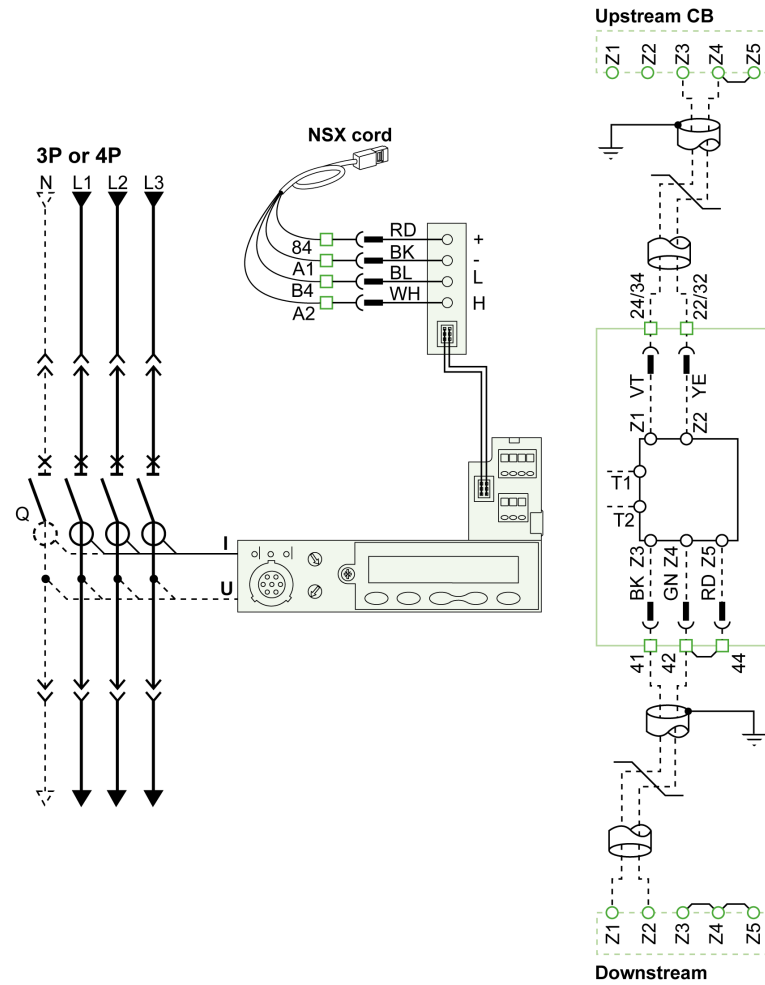 Upstream CB
Z1 Z2 Z3 Z4 Z5
NSX cord
3P or 4P
N L1 L2 L3
84 RD +
A1 BK -
B4 BL L
A2 WH H
24/34 22/32
VT YE
Z1 Z2
T1
T2
Q
I
U
Z3 Z4 Z5
BK GN RD
41 42 44
Z1 Z2 Z3 Z4 Z5
Downstream